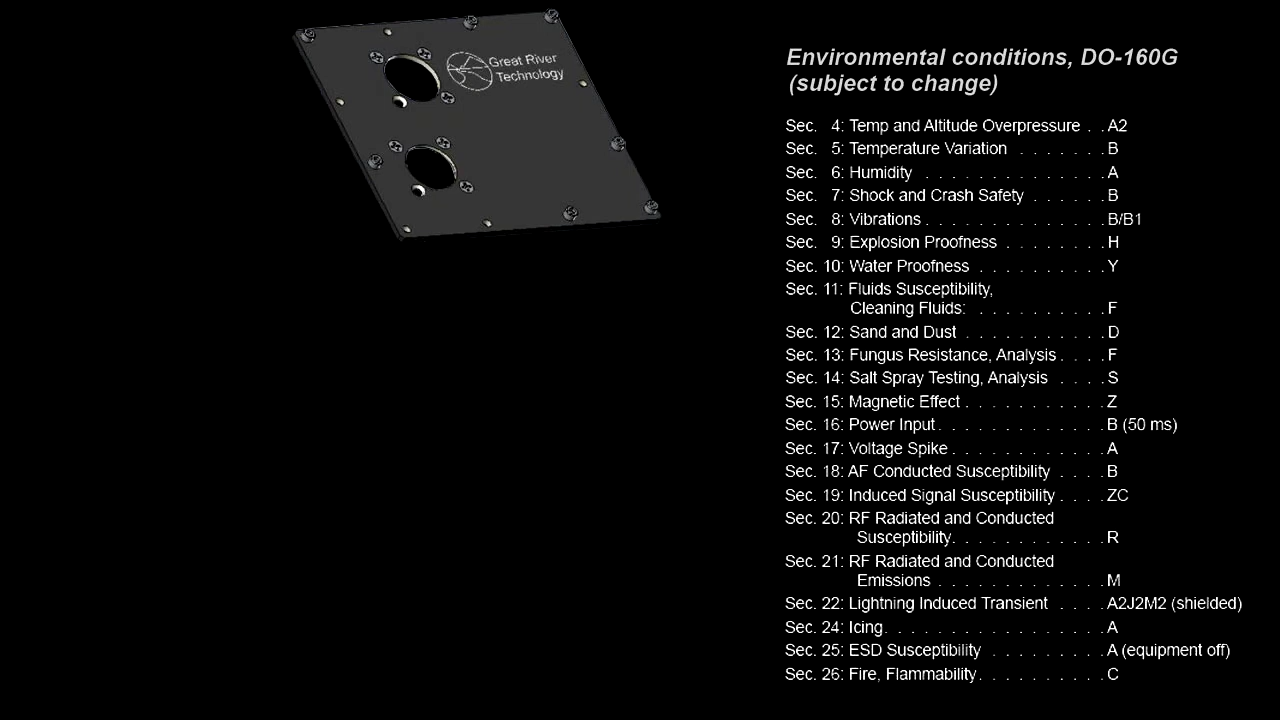 Great River
Technology
Environmental conditions, DO-160G
(subject to change)
Sec. 4: Temp and Altitude Overpressure . . A2
Sec. 5: Temperature Variation . . . . . . . B
Sec. 6: Humidity . . . . . . . . . . . . . . A
Sec. 7: Shock and Crash Safety . . . . . . B
Sec. 8: Vibrations . . . . . . . . . . . . . . B/B1
Sec. 9: Explosion Proofness . . . . . . . . H
Sec. 10: Water Proofness . . . . . . . . . . Y
Sec. 11: Fluids Susceptibility,
Cleaning Fluids: . . . . . . . . . . F
Sec. 12: Sand and Dust . . . . . . . . . . . D
Sec. 13: Fungus Resistance, Analysis . . . . F
Sec. 14: Salt Spray Testing, Analysis . . . . S
Sec. 15: Magnetic Effect . . . . . . . . . . . Z
Sec. 16: Power Input . . . . . . . . . . . . . B (50 ms)
Sec. 17: Voltage Spike . . . . . . . . . . . . A
Sec. 18: AF Conducted Susceptibility . . . . B
Sec. 19: Induced Signal Susceptibility . . . . ZC
Sec. 20: RF Radiated and Conducted
Susceptibility. . . . . . . . . . . . R
Sec. 21: RF Radiated and Conducted
Emissions . . . . . . . . . . . . . M
Sec. 22: Lightning Induced Transient . . . . A2J2M2 (shielded)
Sec. 24: Icing. . . . . . . . . . . . . . . . . A
Sec. 25: ESD Susceptibility . . . . . . . . . A (equipment off)
Sec. 26: Fire, Flammability. . . . . . . . . . C